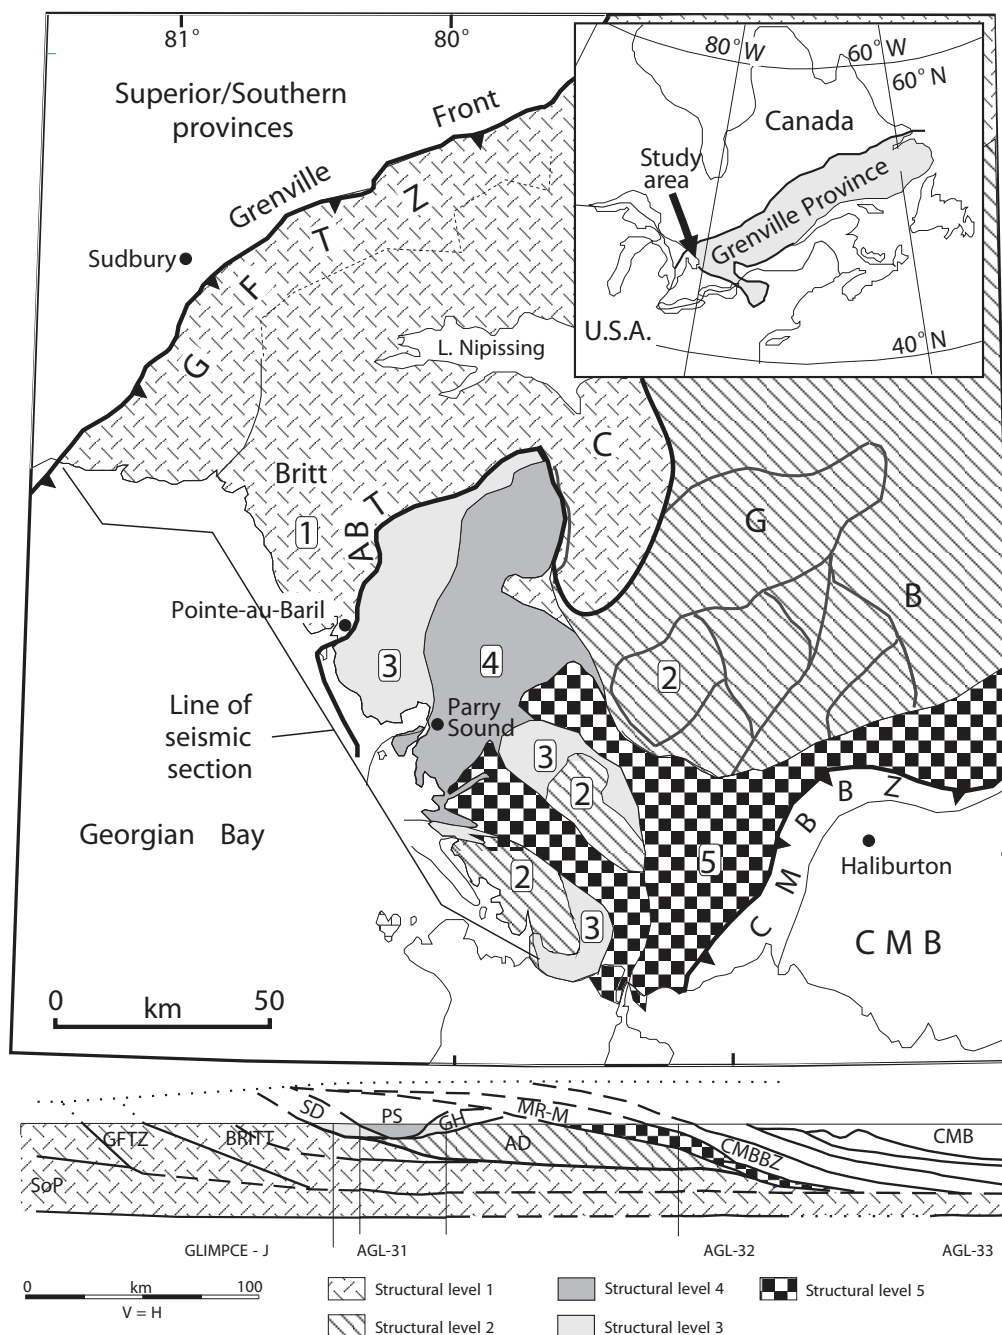 81°
80°
Superior/Southern
provinces
Grenville Front
G F T Z
Sudbury
L. Nipissing
80° W
60° W
60° N
Canada
Study
area
Grenville Province
U.S.A.
40° N
C
Britt
1
ABT
G
B
Pointe-au-Baril
3
4
2
Parry
Sound
Line of
seismic
section
3
2
Georgian Bay
2
3
5
C M B B Z
Haliburton
C M B
0 km 50
SD
PS
GH
MR-M
GFTZ
BRITT
AD
CMBBZ
CMB
SoP
GLIMPCE - J
AGL-31
AGL-32
AGL-33
0 km 100
V = H
Structural level 1
Structural level 4
Structural level 5
Structural level 2
Structural level 3